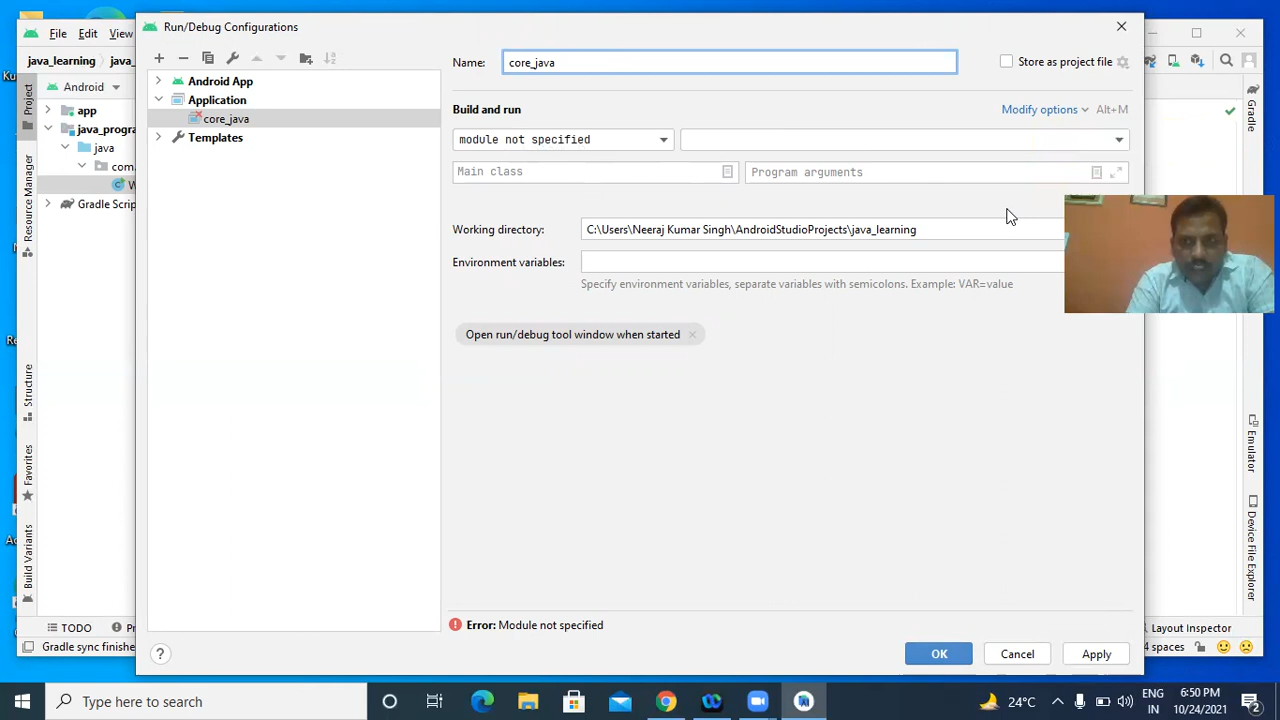 Run/Debug Configurations
File Edit View
java_learning java_
Android
Project
Resource Manager
Structure
Favorites
Build Variants
app
java_progra
java
com.
W
Gradle Scrip
Android App
Application
core_java
Templates
Name: core_java
Store as project file
Build and run
Modify options Alt+M
module not specified
Main class
Program arguments
Working directory: C:\Users\Neeraj Kumar Singh\AndroidStudioProjects\java_learning
Environment variables:
Specify environment variables, separate variables with semicolons. Example: VAR=value
Open run/debug tool window when started
Error: Module not specified
? OK Cancel Apply
Gradle
Emulator
Device File Explorer
TODO
Layout Inspector
Gradle sync finishe
4 spaces
Type here to search
24°C
ENG
IN
6:50 PM
10/24/2021
2